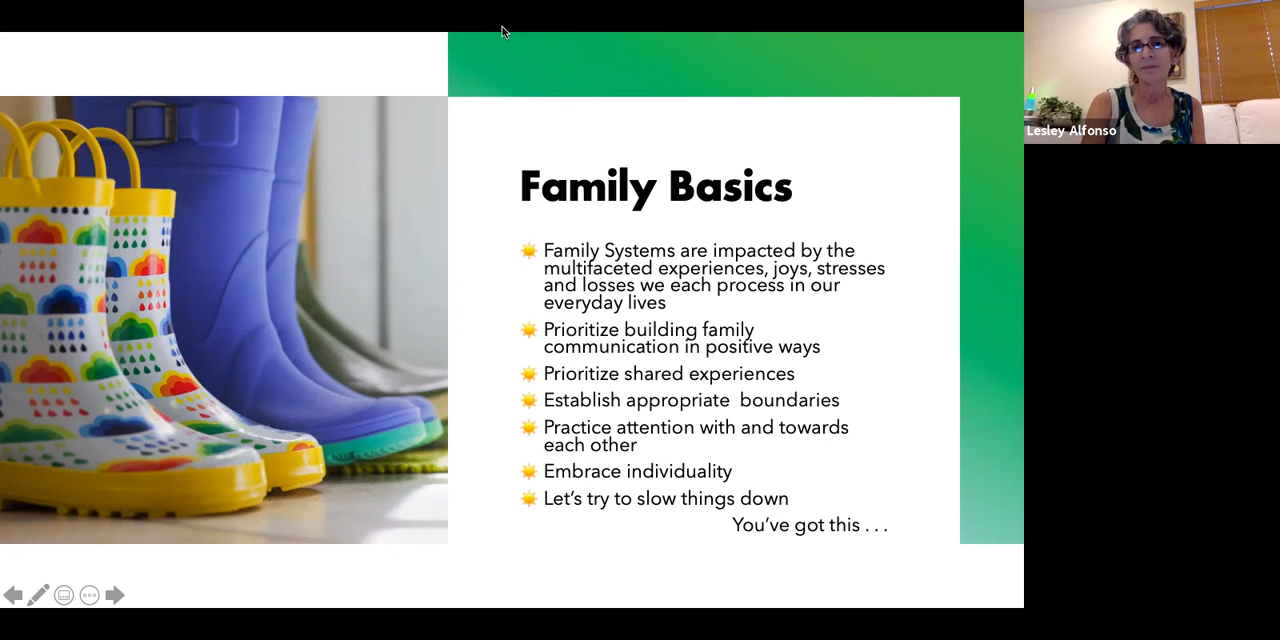 Family Basics
Family Systems are impacted by the
multifaceted experiences, joys, stresses
and losses we each process in our
everyday lives
Prioritize building family
communication in positive ways
Prioritize shared experiences
Establish appropriate  boundaries
Practice attention with and towards
each other
Embrace individuality
Let’s try to slow things down
You’ve got this . . .
Lesley Alfonso